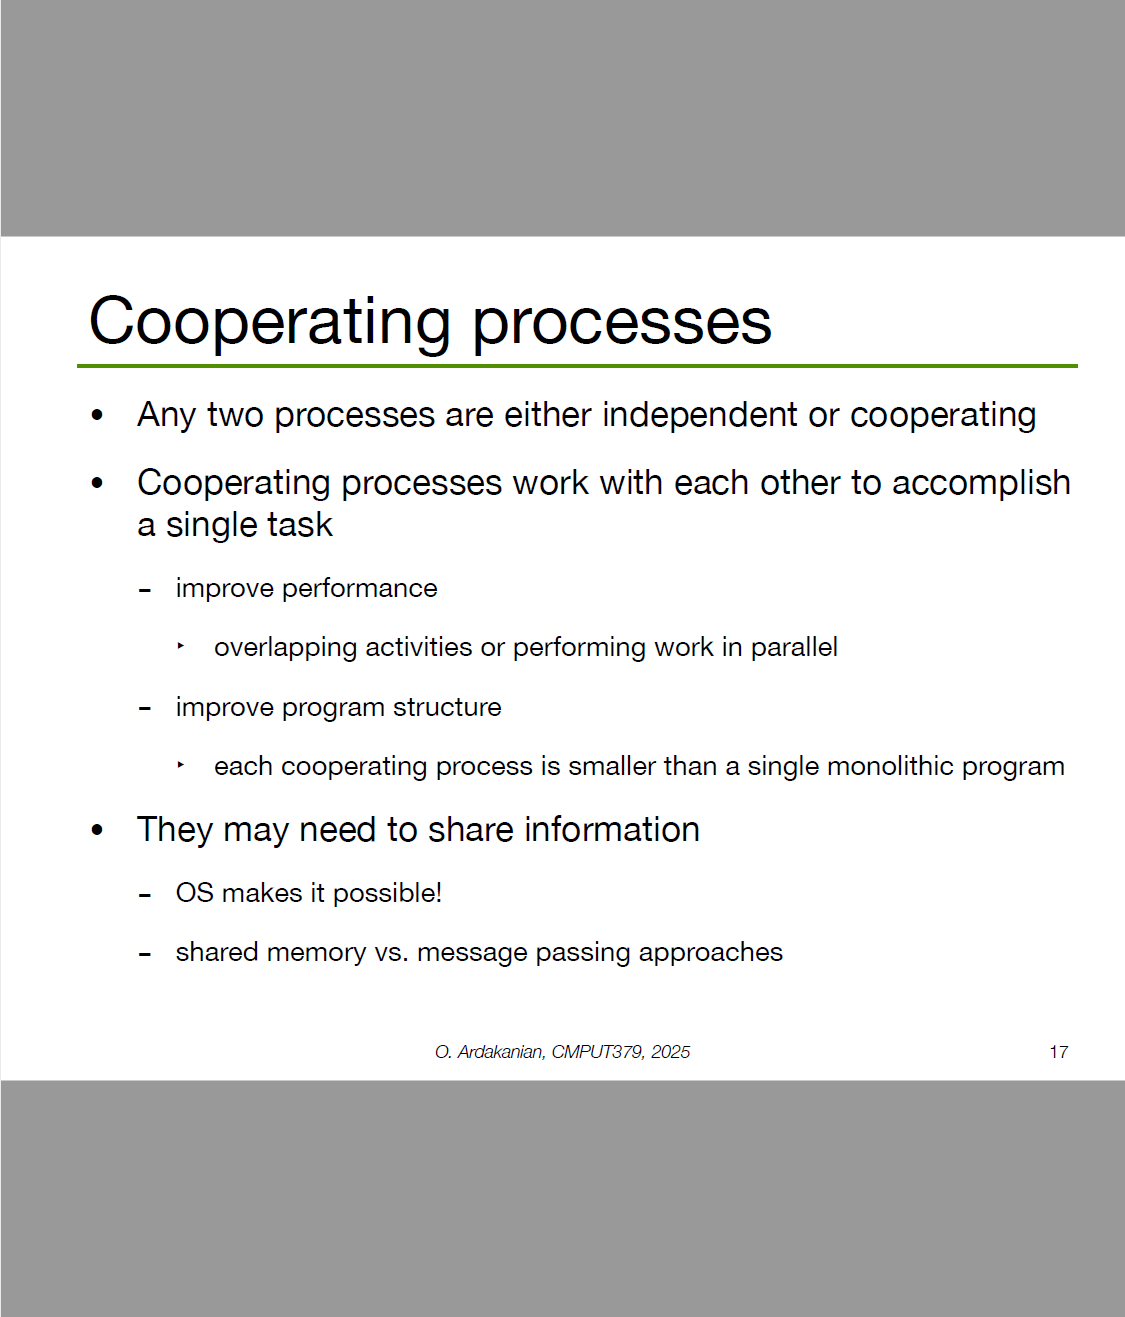 Cooperating processes
• Any two processes are either independent or cooperating
• Cooperating processes work with each other to accomplish
a single task
- improve performance
‣ overlapping activities or performing work in parallel
- improve program structure
‣ each cooperating process is smaller than a single monolithic program
• They may need to share information
- OS makes it possible!
- shared memory vs. message passing approaches
O. Ardakanian, CMPUT379, 2025 17